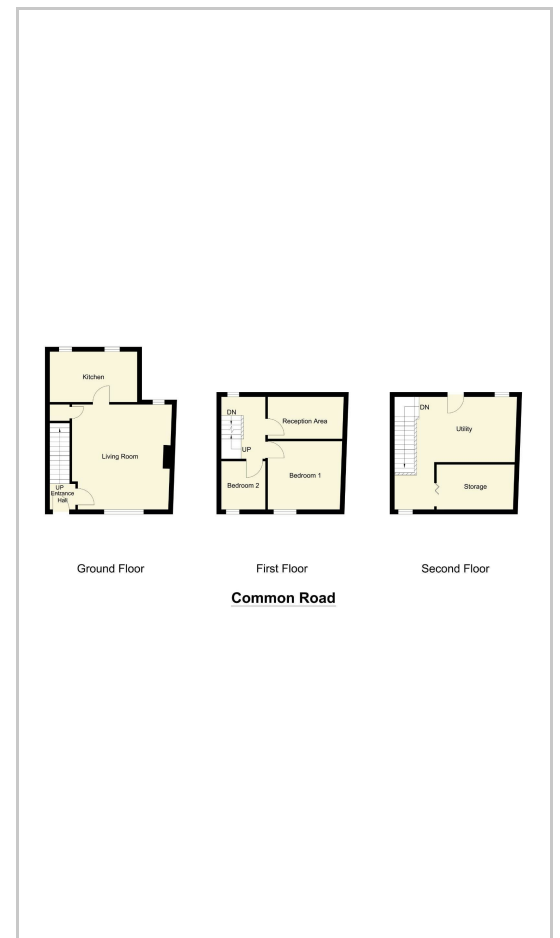 Kitchen
Living Room
UP
Entrance
Hall
Ground Floor
DN
Reception Area
UP
Bedroom 2
Bedroom 1
First Floor
DN
Utility
Storage
Second Floor
Common Road